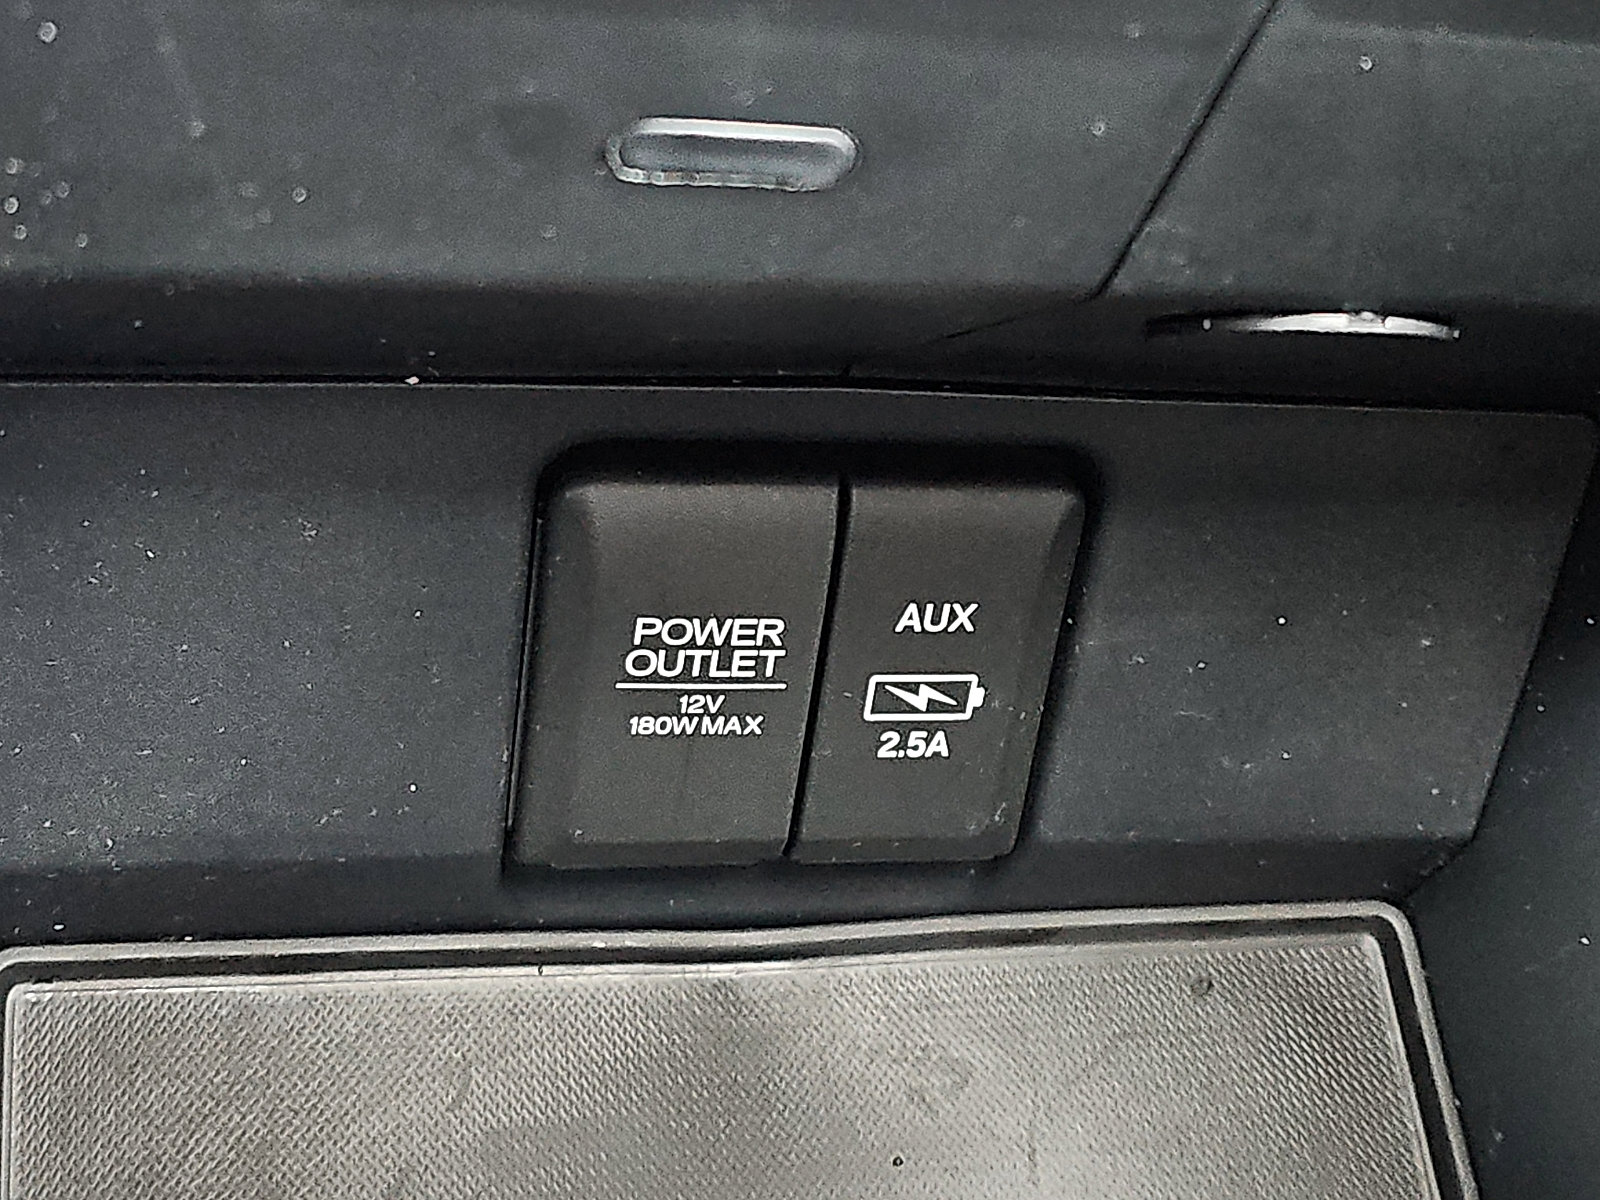 POWER
OUTLET
12V
180W MAX
AUX
2.5A